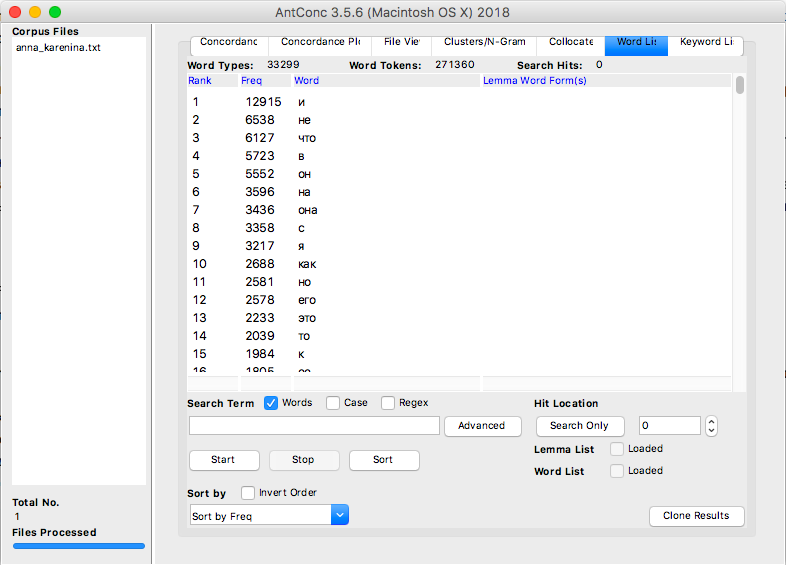 AntConc 3.5.6 (Macintosh OS X) 2018
Corpus Files
anna_karenina.txt
Concordanc Concordance Plo File Vie Clusters/N-Gram Collocate Word Lis Keyword Li
Word Types: 33299 Word Tokens: 271360 Search Hits: 0
Rank Freq Word Lemma Word Form(s)
1 12915 и
2 6538 не
3 6127 что
4 5723 в
5 5552 он
6 3596 на
7 3436 она
8 3358 с
9 3217 я
10 2688 как
11 2581 но
12 2578 его
13 2233 это
14 2039 то
15 1984 к
16 1805 ее
Search Term Words Case Regex Hit Location
Advanced Search Only 0
Start Stop Sort Lemma List Loaded
Word List Loaded
Sort by Invert Order
Sort by Freq Clone Results
Total No.
1
Files Processed